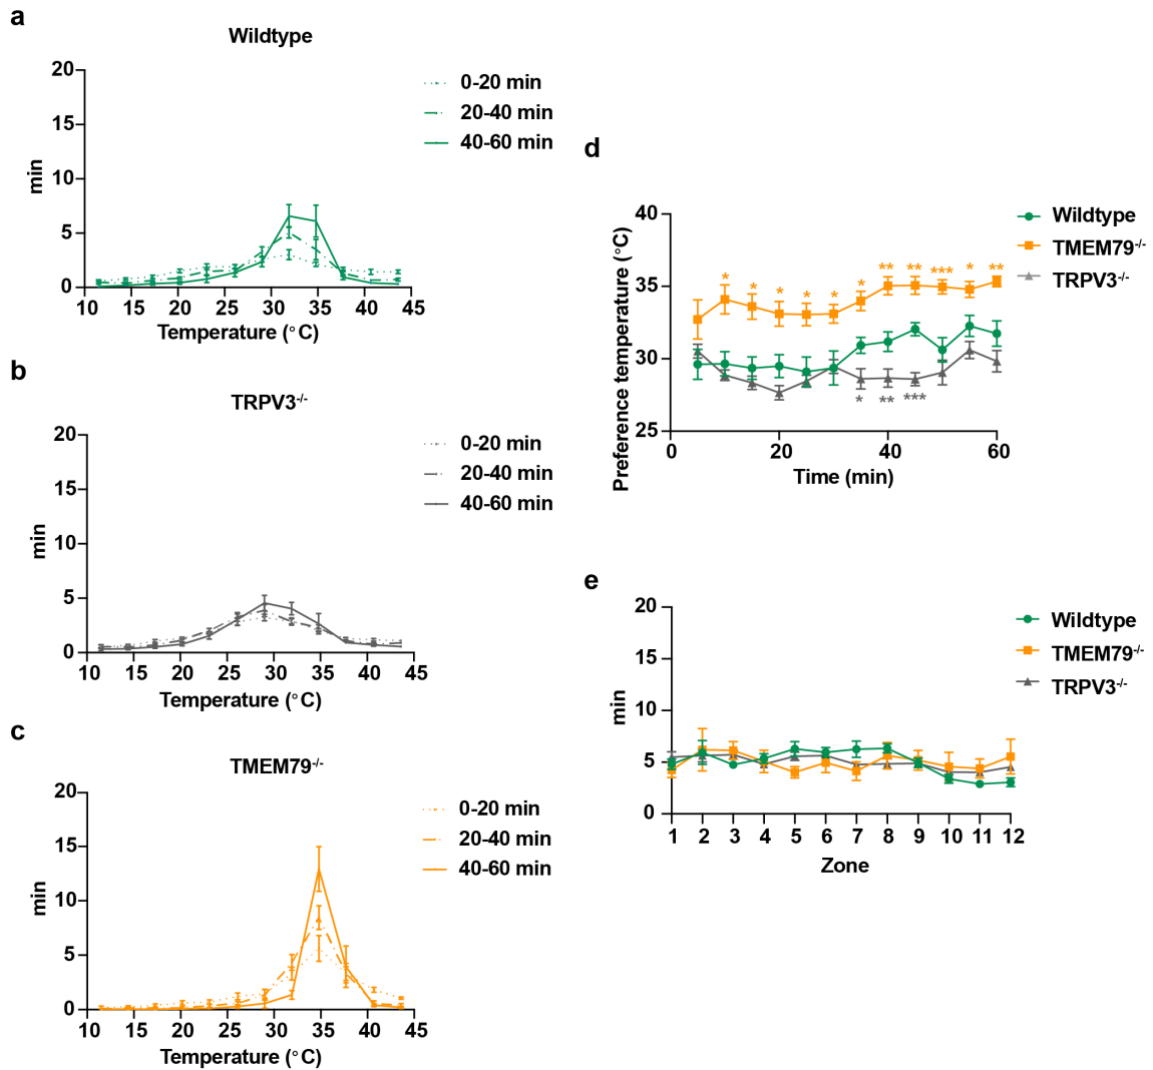 a
Wildtype
20
15
10
5
0
min
10 15 20 25 30 35 40 45
Temperature (°C)
0-20 min
20-40 min
40-60 min
b
TRPV3-/-
20
15
10
5
0
min
10 15 20 25 30 35 40 45
Temperature (°C)
0-20 min
20-40 min
40-60 min
c
TMEM79-/-
20
15
10
5
0
min
10 15 20 25 30 35 40 45
Temperature (°C)
0-20 min
20-40 min
40-60 min
d
40
35
30
25
Preference temperature (°C)
* * * * * * ** ** *** * **
* ** ***
0 20 40 60
Time (min)
Wildtype
TMEM79-/-
TRPV3-/-
e
20
15
10
5
0
min
1 2 3 4 5 6 7 8 9 10 11 12
Zone
Wildtype
TMEM79-/-
TRPV3-/-